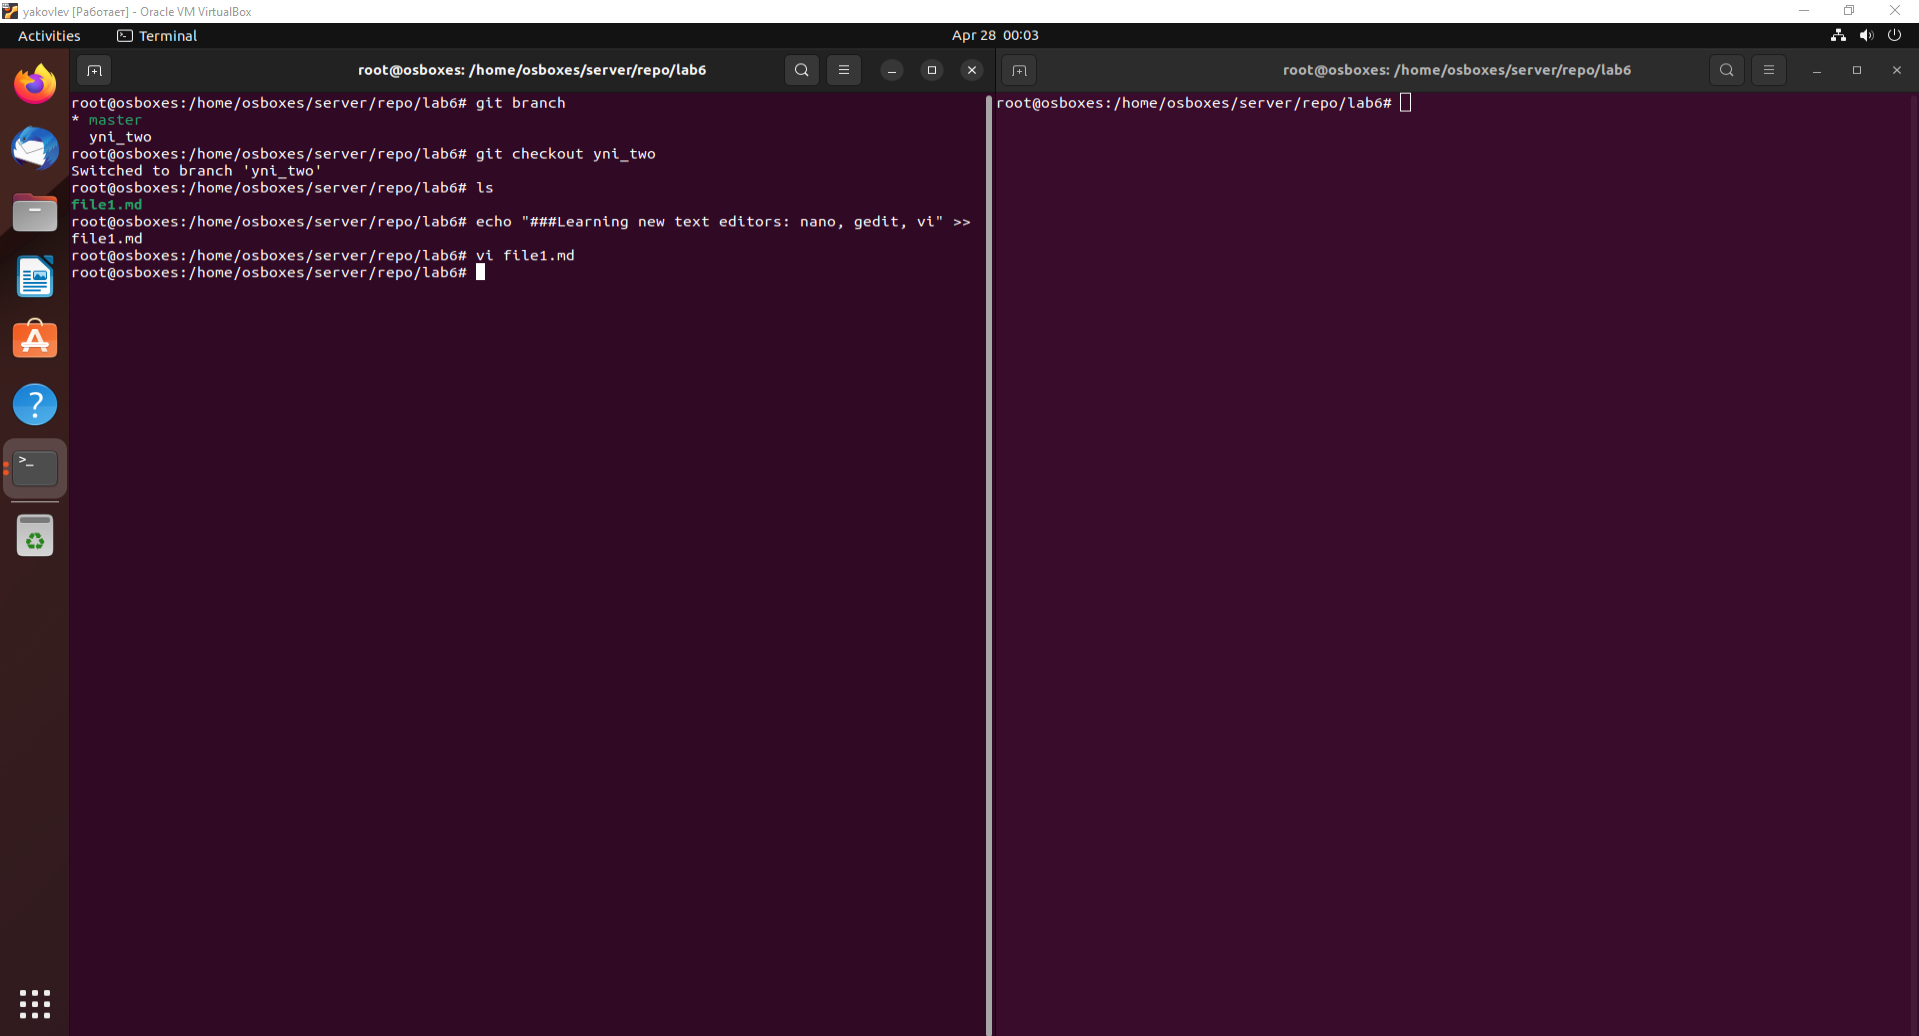 yakovlev [Работает] - Oracle VM VirtualBox
Activities Terminal Apr 28 00:03
root@osboxes: /home/osboxes/server/repo/lab6
root@osboxes:/home/osboxes/server/repo/lab6# git branch
* master
yni_two
root@osboxes:/home/osboxes/server/repo/lab6# git checkout yni_two
Switched to branch 'yni_two'
root@osboxes:/home/osboxes/server/repo/lab6# ls
file1.md
root@osboxes:/home/osboxes/server/repo/lab6# echo "###Learning new text editors: nano, gedit, vi" >>
file1.md
root@osboxes:/home/osboxes/server/repo/lab6# vi file1.md
root@osboxes:/home/osboxes/server/repo/lab6#
root@osboxes: /home/osboxes/server/repo/lab6
root@osboxes:/home/osboxes/server/repo/lab6#